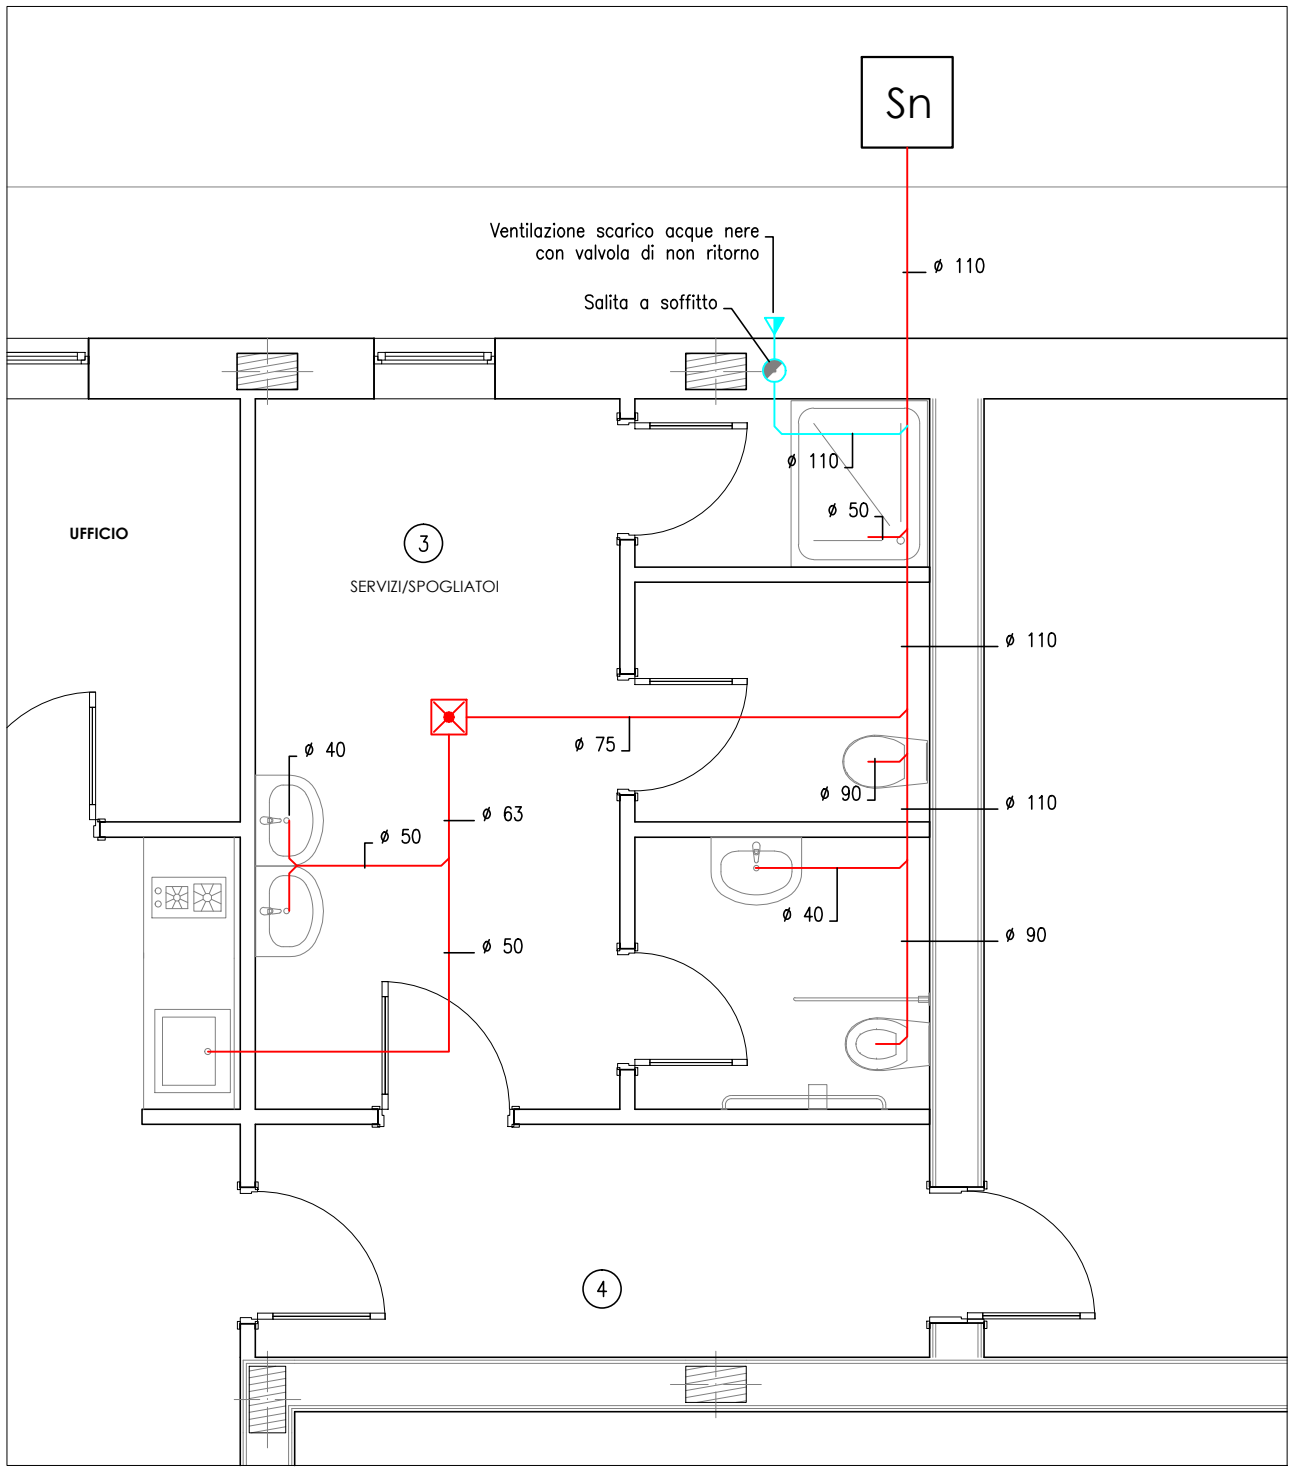 Sn
Ventilazione scarico acque nere
con valvola di non ritorno
ø 110
Salita a soffitto
ø 110
ø 50
UFFICIO
3
SERVIZI/SPOGLIATOI
ø 110
ø 75
ø 40
ø 90
ø 110
ø 63
ø 50
ø 40
ø 90
ø 50
4